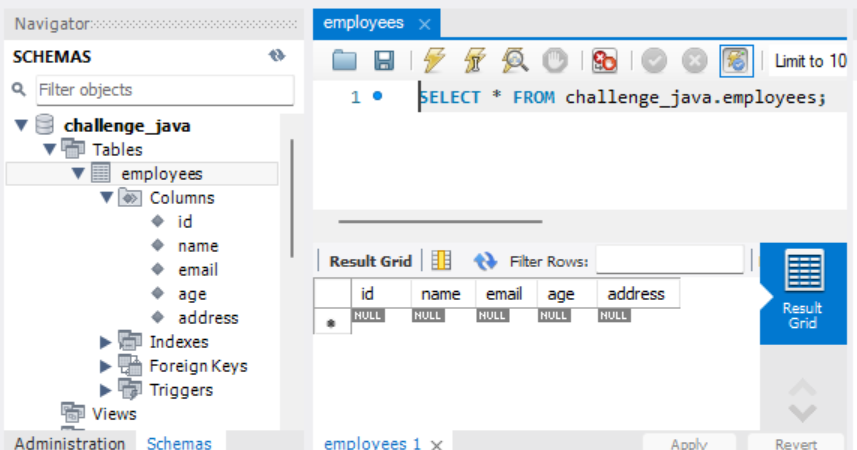 Navigator
SCHEMAS
Filter objects
challenge_java
Tables
employees
Columns
id
name
email
age
address
Indexes
Foreign Keys
Triggers
Views
Administration Schemas
employees
Limit to 10
1 SELECT * FROM challenge_java.employees;
Result Grid Filter Rows:
id name email age address
NULL NULL NULL NULL NULL
Result
Grid
employees 1 Apply Revert